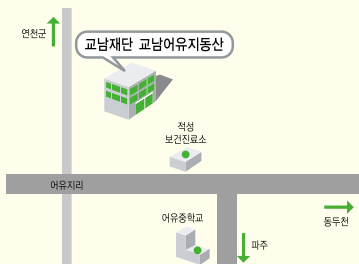 연천군
교남재단 교남어유지동산
적성
보건진료소
어유지리
어유중학교
동두천
파주